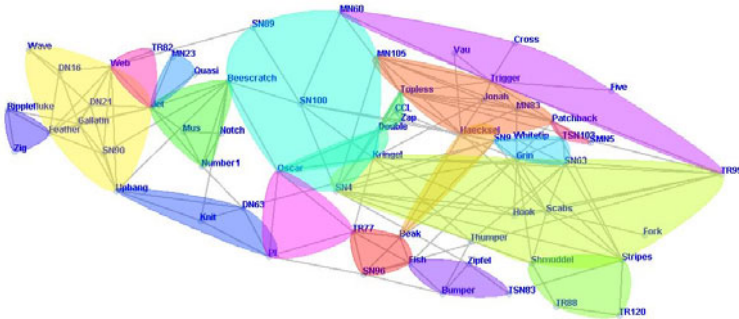 MN60
SN89
Cross
Wave
TR82
Web
MN23
Vau
MN105
DN16
Quasi
Trigger
Beescratch
Topless
Five
Jonah
DN21
SN100
MN83
Ripplefluke
Jet
CCL
Zap
Patchback
Gallatin
Feather
Mus
Notch
Double
Haecksel
SN9
Whitetip
TSN103
SMN5
Zig
SN90
Number1
Kringel
Grin
SN63
Oscar
TR99
Upbang
SN4
DN63
Knit
Hook
Scabs
TR77
Beak
Thumper
Fork
PL
Fish
Zipfel
Shmuddel
Stripes
SN96
Bumper
TSN83
TR88
TR120